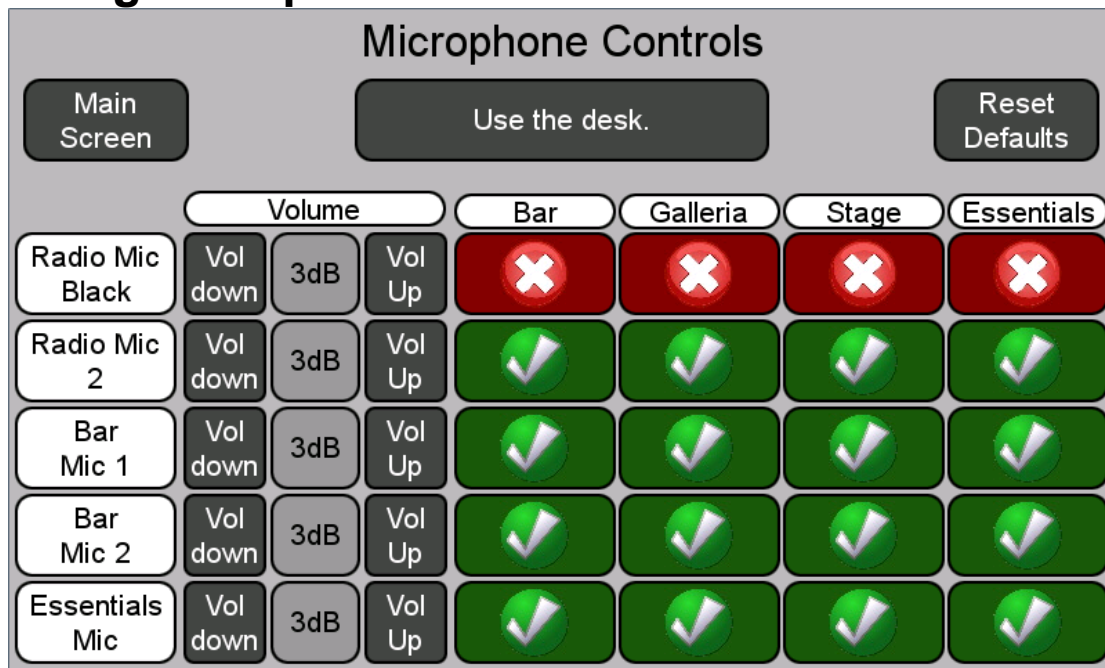 Microphone Controls
Main
Screen
Use the desk.
Reset
Defaults
Volume
Bar
Galleria
Stage
Essentials
Radio Mic
Black
Vol
down
3dB
Vol
Up
Radio Mic
2
Vol
down
3dB
Vol
Up
Bar
Mic 1
Vol
down
3dB
Vol
Up
Bar
Mic 2
Vol
down
3dB
Vol
Up
Essentials
Mic
Vol
down
3dB
Vol
Up